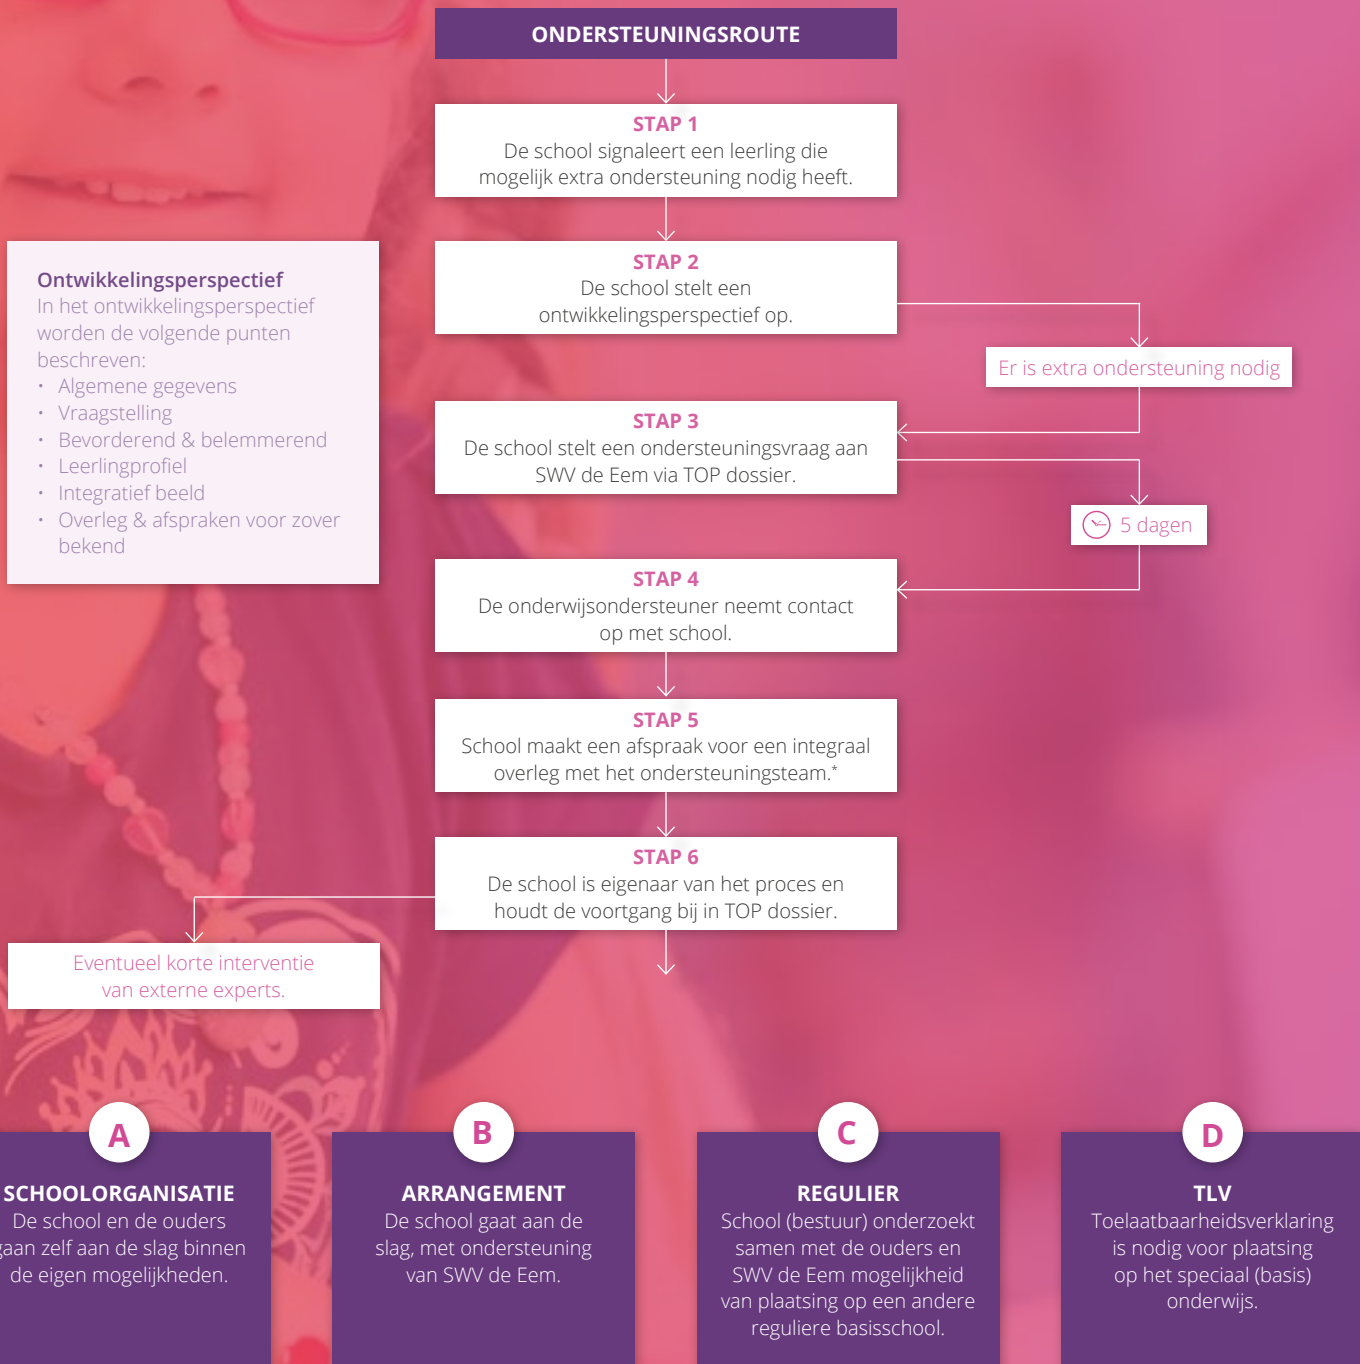 ONDERSTEUNINGSROUTE
STAP 1
De school signaleert een leerling die
mogelijk extra ondersteuning nodig heeft.
STAP 2
De school stelt een
ontwikkelingsperspectief op.
Er is extra ondersteuning nodig
Ontwikkelingsperspectief
In het ontwikkelingsperspectief
worden de volgende punten
beschreven:
• Algemene gegevens
• Vraagstelling
• Bevorderend & belemmerend
• Leerlingprofiel
• Integratief beeld
• Overleg & afspraken voor zover
bekend
STAP 3
De school stelt een ondersteuningsvraag aan
SWV de Eem via TOP dossier.
5 dagen
STAP 4
De onderwijsondersteuner neemt contact
op met school.
STAP 5
School maakt een afspraak voor een integraal
overleg met het ondersteuningsteam.*
STAP 6
De school is eigenaar van het proces en
houdt de voortgang bij in TOP dossier.
Eventueel korte interventie
van externe experts.
A
SCHOOLORGANISATIE
De school en de ouders
gaan zelf aan de slag binnen
de eigen mogelijkheden.
B
ARRANGEMENT
De school gaat aan de
slag, met ondersteuning
van SWV de Eem.
C
REGULIER
School (bestuur) onderzoekt
samen met de ouders en
SWV de Eem mogelijkheid
van plaatsing op een andere
reguliere basisschool.
D
TLV
Toelaatbaarheidsverklaring
is nodig voor plaatsing
op het speciaal (basis)
onderwijs.